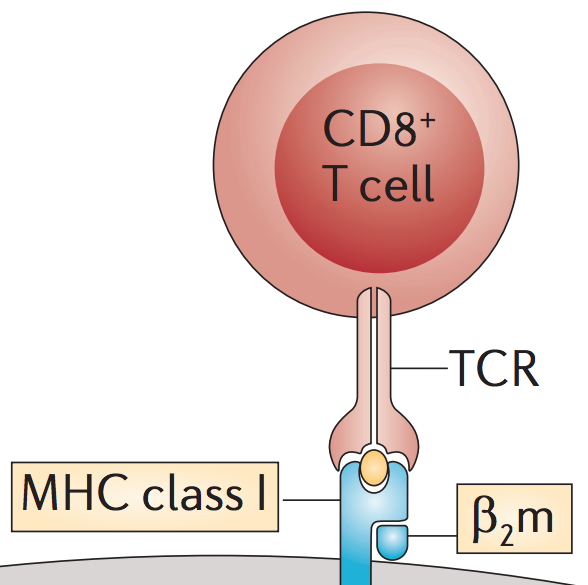 CD8⁺
T cell
TCR
MHC class I
β₂m